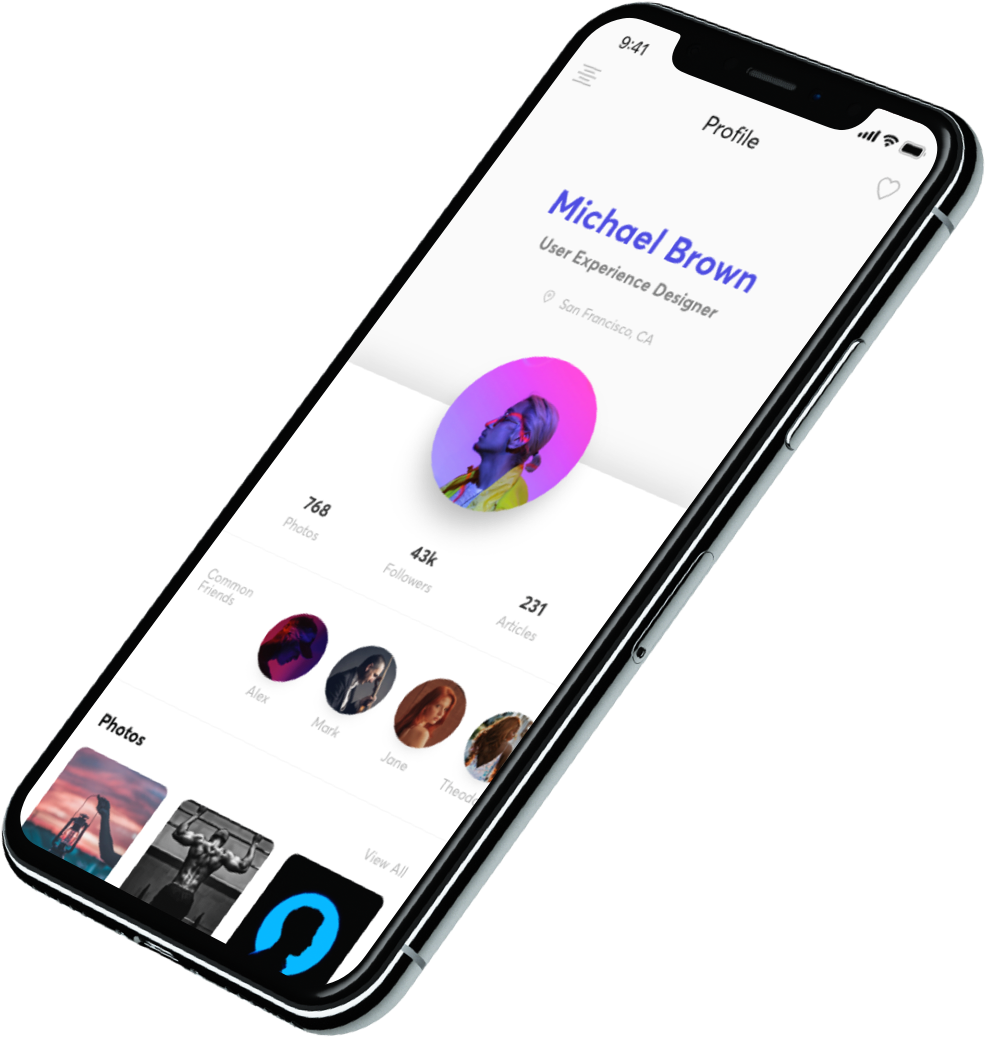 9:41
Profile
Michael Brown
User Experience Designer
San Francisco, CA
768
Photos
43k
Followers
231
Articles
Common
Friends
Alex
Mark
Jane
Photos
View All